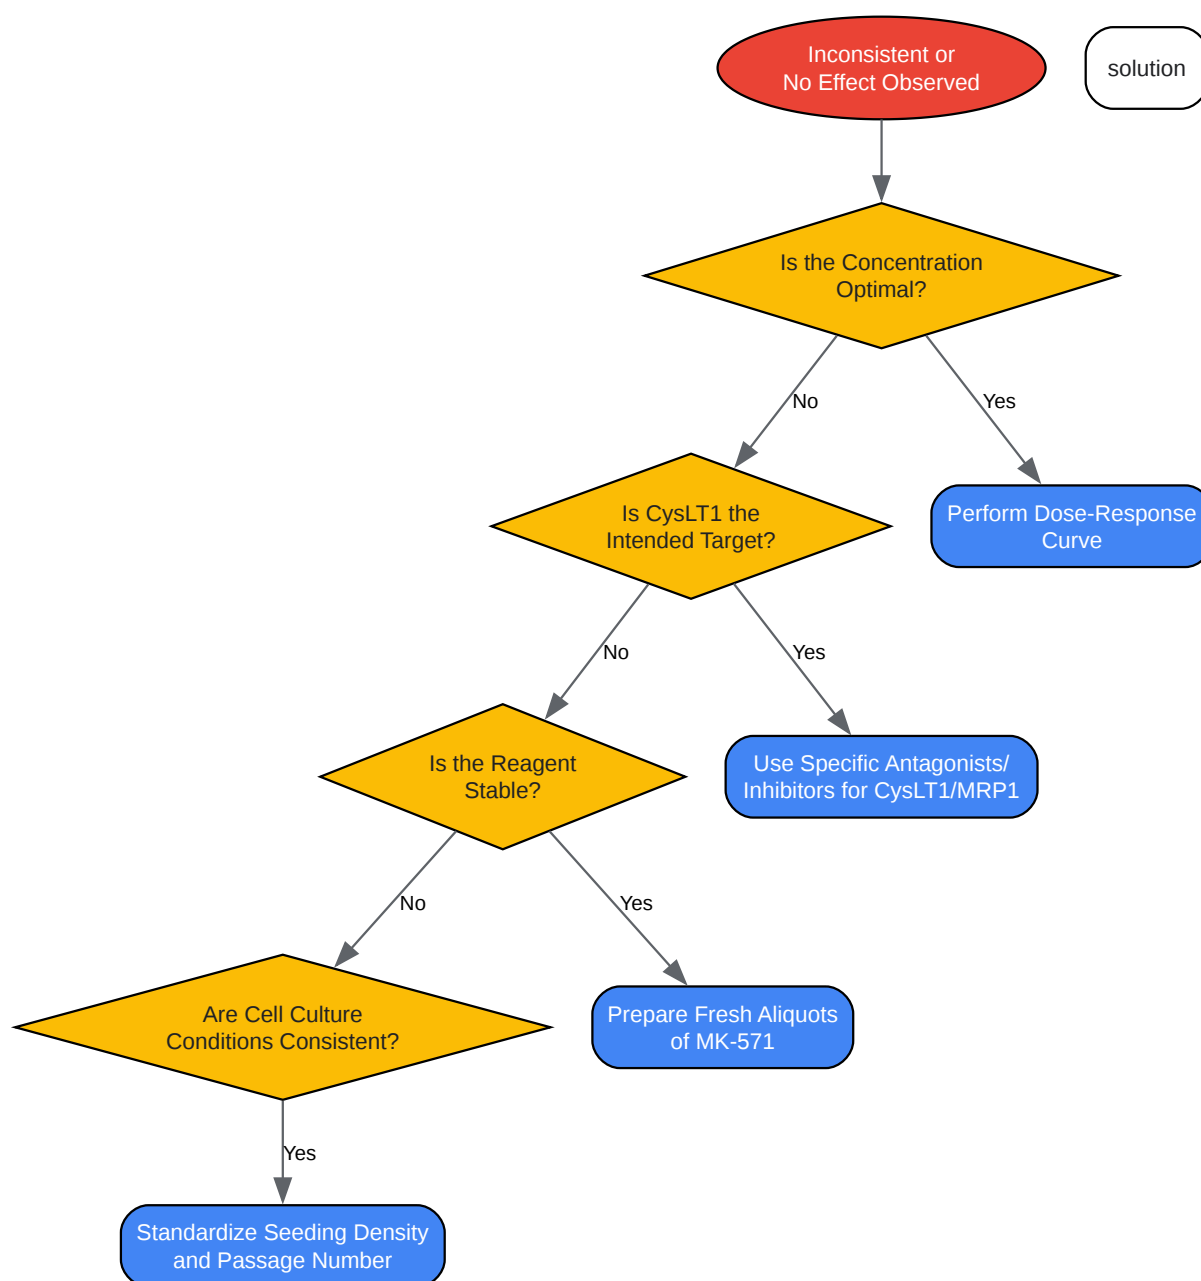 Inconsistent or
No Effect Observed
solution
Is the Concentration
Optimal?
No
Yes
Is CysLT1 the
Intended Target?
Perform Dose-Response
Curve
No
Yes
Is the Reagent
Stable?
Use Specific Antagonists/
Inhibitors for CysLT1/MRP1
No
Yes
Are Cell Culture
Conditions Consistent?
Prepare Fresh Aliquots
of MK-571
Yes
Standardize Seeding Density
and Passage Number